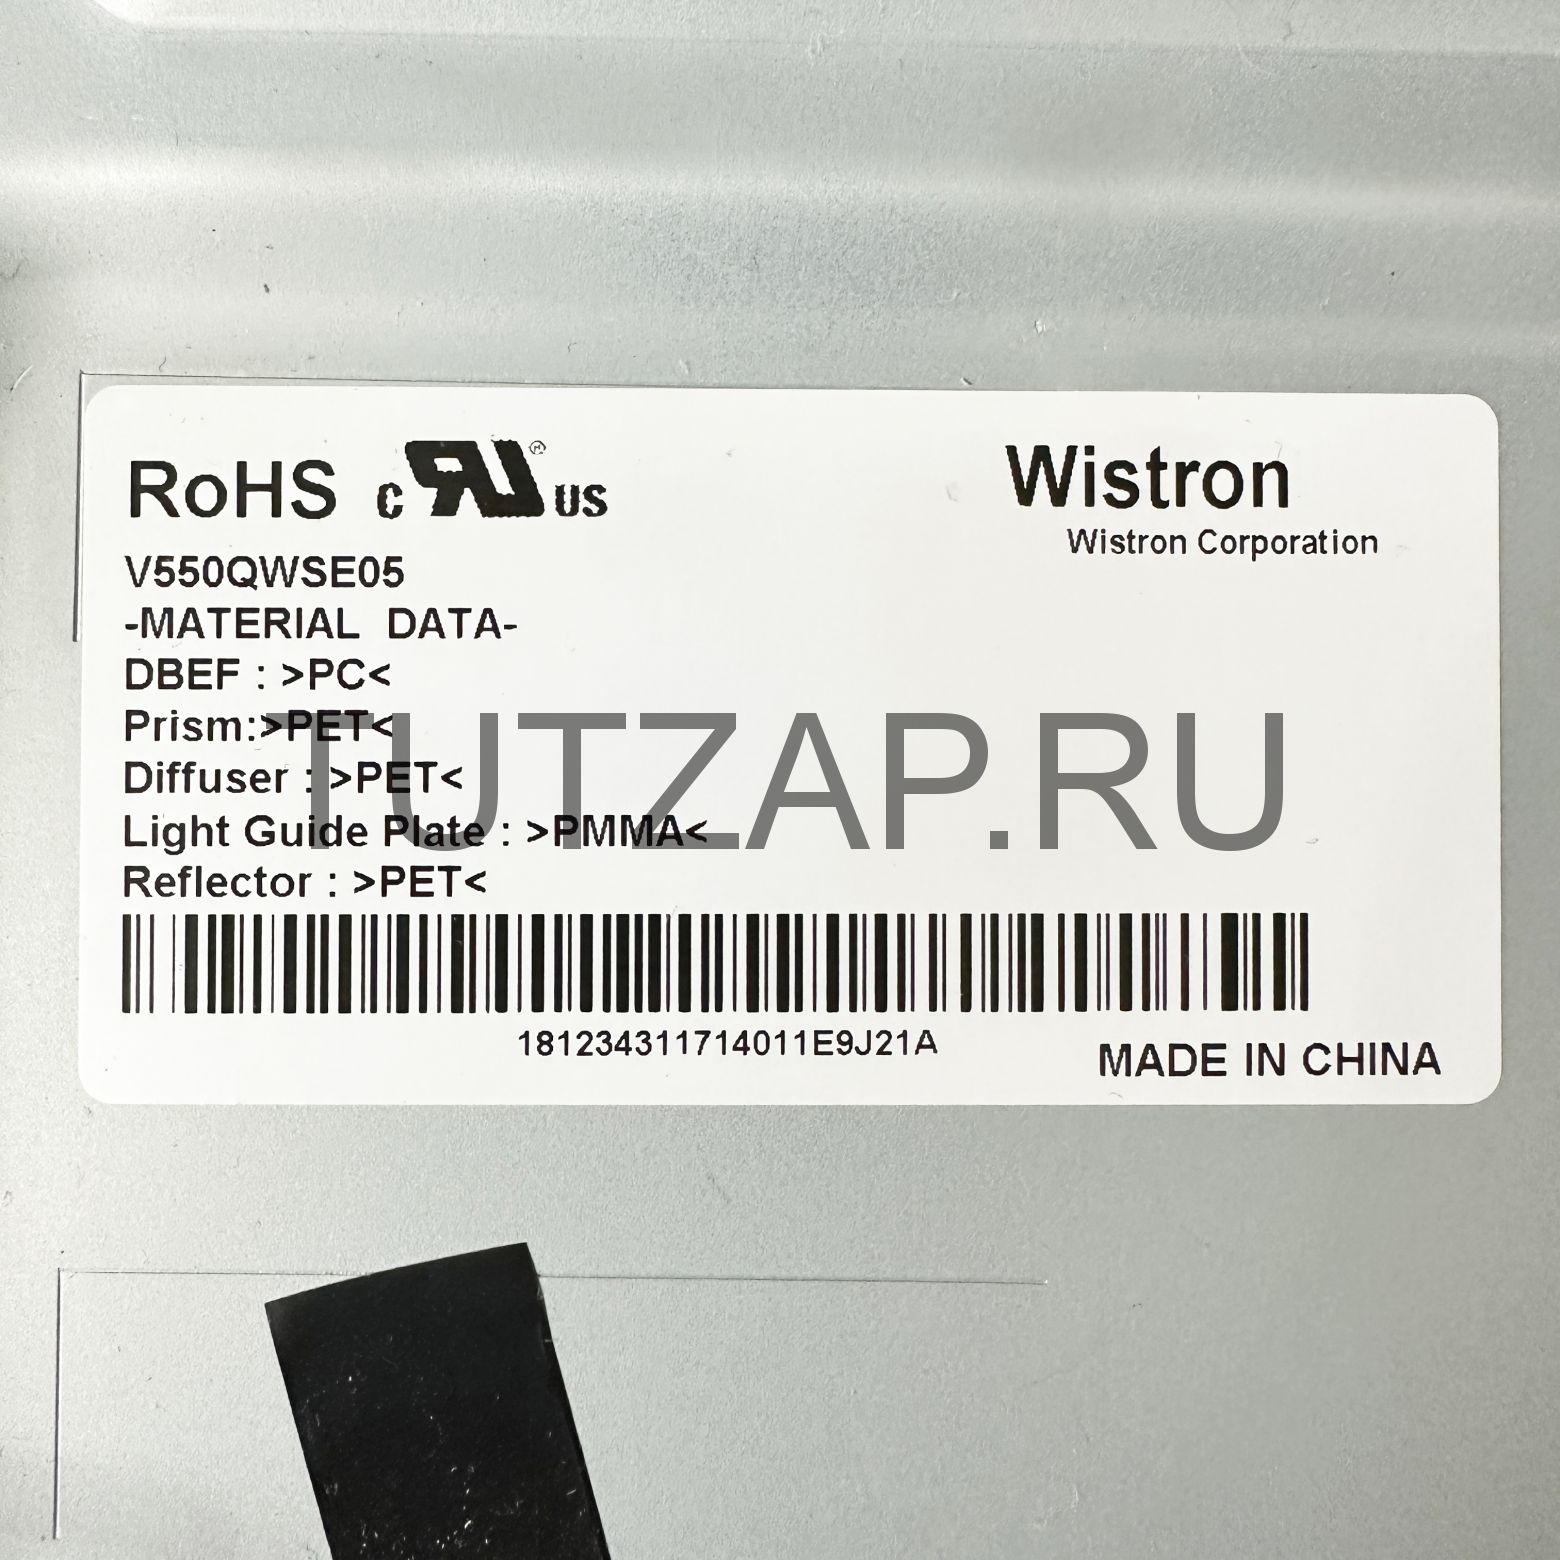 RoHS c RU ® US
Wistron
Wistron Corporation
V550QWSE05
-MATERIAL DATA-
DBEF : >PC<
Prism:>PET<
Diffuser : >PET<
Light Guide Plate : >PMMA<
Reflector : >PET<
TUTZAP.RU
181234311714011E9J21A
MADE IN CHINA